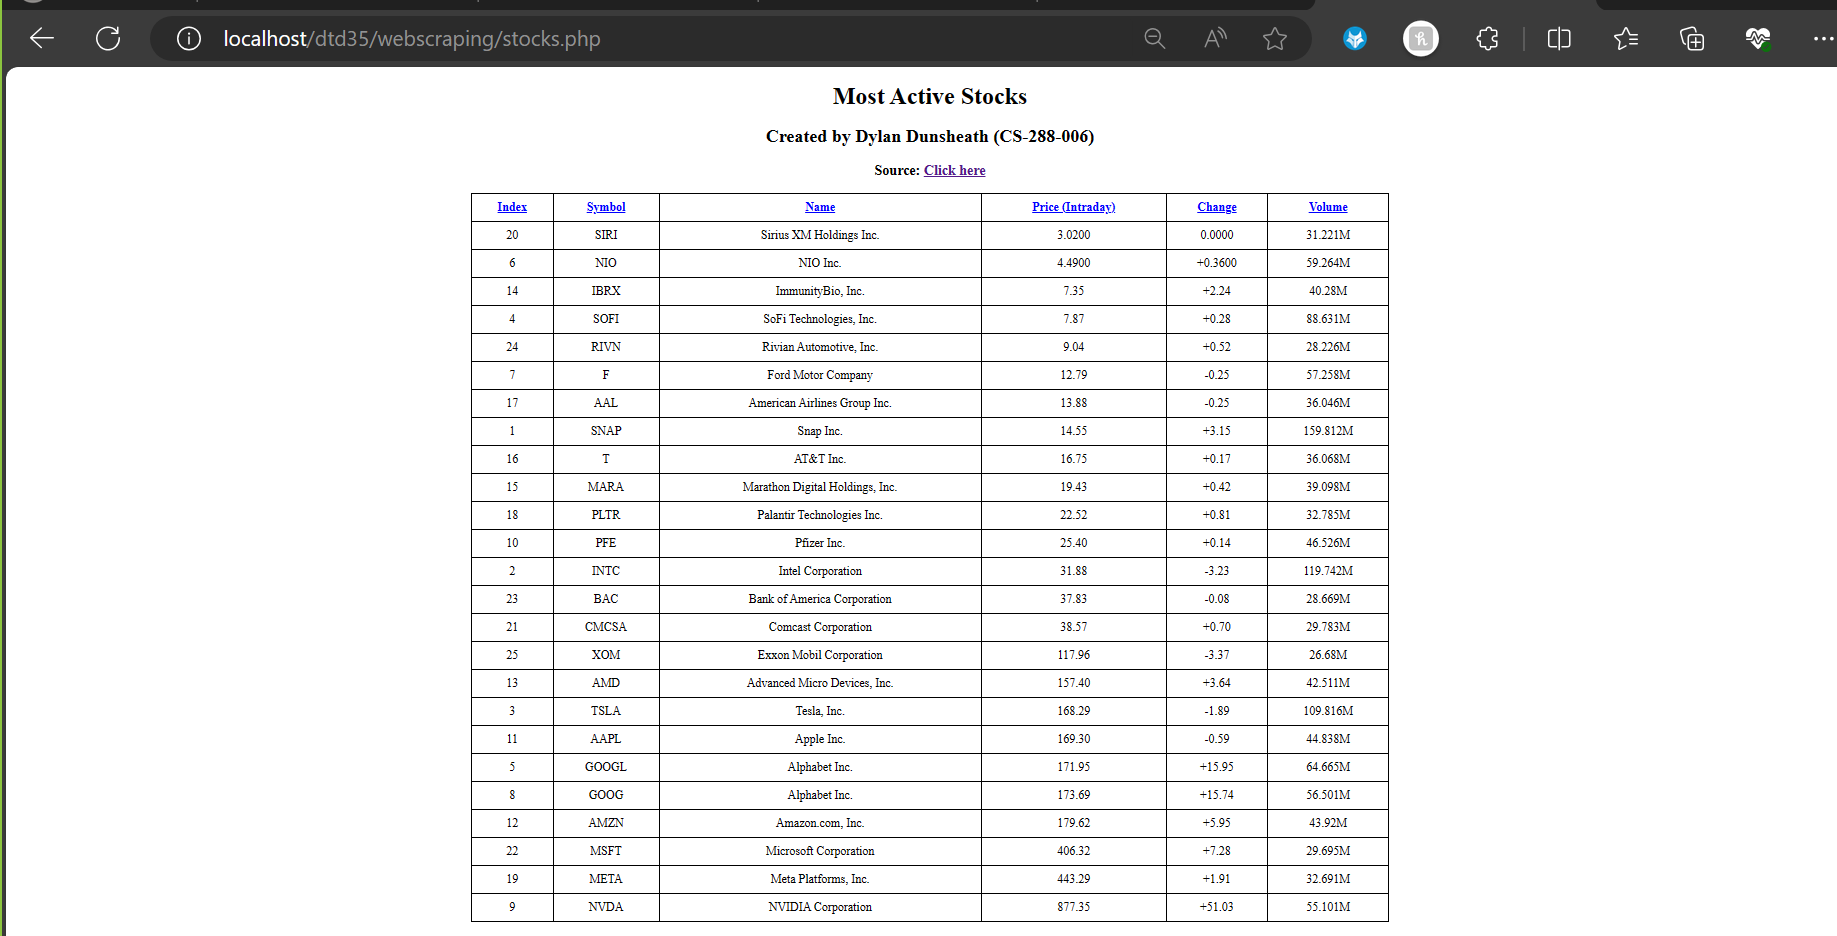 localhost/dtd35/webscraping/stocks.php
Most Active Stocks
Created by Dylan Dunsheath (CS-288-006)
Source: Click here
Index Symbol Name Price (Intraday) Change Volume
20 SIRI Sirius XM Holdings Inc. 3.0200 0.0000 31.221M
6 NIO NIO Inc. 4.4900 +0.3600 59.264M
14 IBRX ImmunityBio, Inc. 7.35 +2.24 40.28M
4 SOFI SoFi Technologies, Inc. 7.87 +0.28 88.631M
24 RIVN Rivian Automotive, Inc. 9.04 +0.52 28.226M
7 F Ford Motor Company 12.79 -0.25 57.258M
17 AAL American Airlines Group Inc. 13.88 -0.25 36.046M
1 SNAP Snap Inc. 14.55 +3.15 159.812M
16 T AT&T Inc. 16.75 +0.17 36.068M
15 MARA Marathon Digital Holdings, Inc. 19.43 +0.42 39.098M
18 PLTR Palantir Technologies Inc. 22.52 +0.81 32.785M
10 PFE Pfizer Inc. 25.40 +0.14 46.526M
2 INTC Intel Corporation 31.88 -3.23 119.742M
23 BAC Bank of America Corporation 37.83 -0.08 28.669M
21 CMCSA Comcast Corporation 38.57 +0.70 29.783M
25 XOM Exxon Mobil Corporation 117.96 -3.37 26.68M
13 AMD Advanced Micro Devices, Inc. 157.40 +3.64 42.511M
3 TSLA Tesla, Inc. 168.29 -1.89 109.816M
11 AAPL Apple Inc. 169.30 -0.59 44.838M
5 GOOGL Alphabet Inc. 171.95 +15.95 64.665M
8 GOOG Alphabet Inc. 173.69 +15.74 56.501M
12 AMZN Amazon.com, Inc. 179.62 +5.95 43.92M
22 MSFT Microsoft Corporation 406.32 +7.28 29.695M
19 META Meta Platforms, Inc. 443.29 +1.91 32.691M
9 NVDA NVIDIA Corporation 877.35 +51.03 55.101M